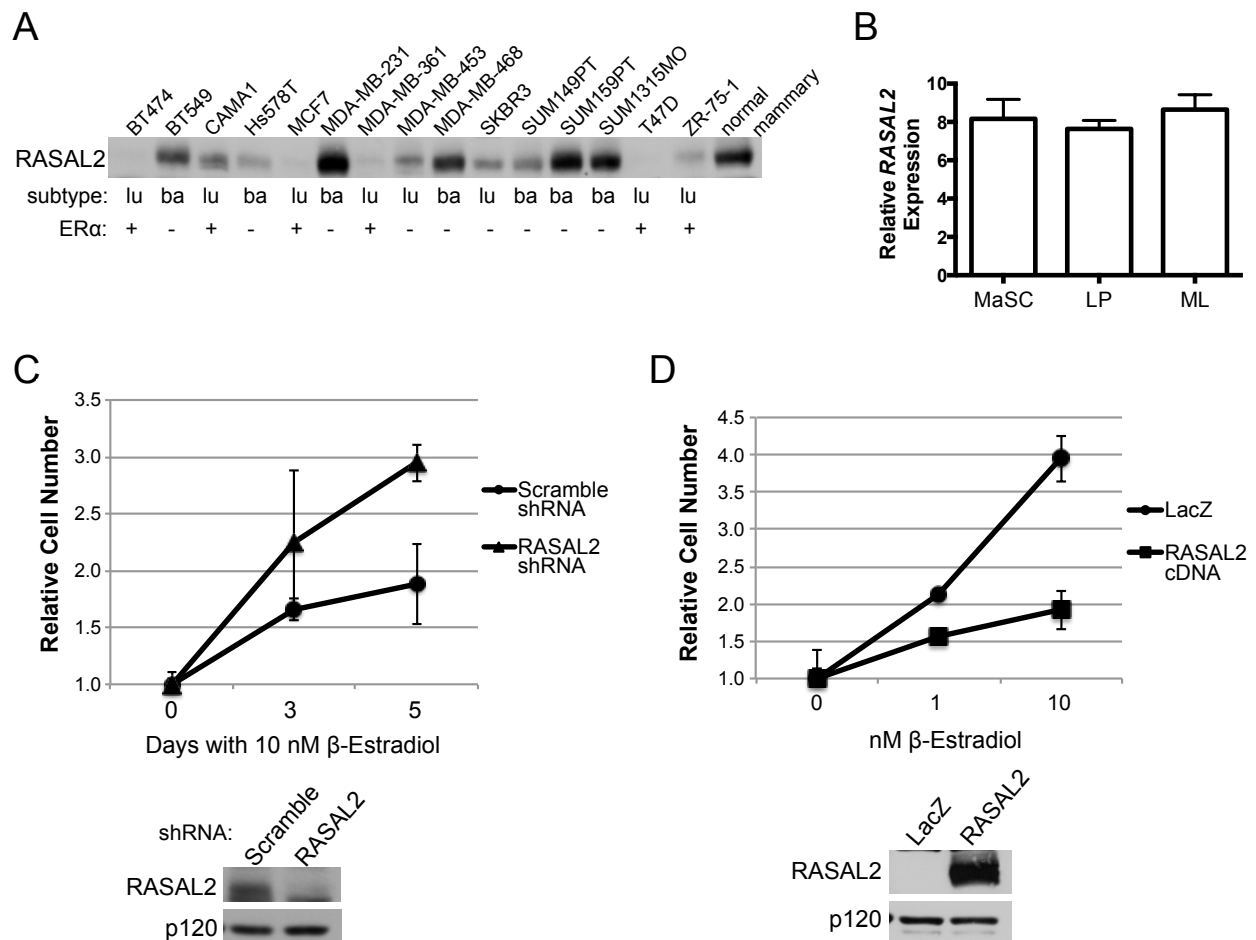 A
BT474
BT549
CAMA1
Hs578T
MCF7
MDA-MB-231
MDA-MB-361
MDA-MB-453
MDA-MB-468
SKBR3
SUM149PT
SUM159PT
SUM1315MO
T47D
ZR-75-1
normal
mammary
RASAL2
subtype: lu ba lu ba lu ba lu lu ba lu ba ba ba lu lu
ERα: + - + - + - + - - - - - - + +
B
Relative RASAL2
Expression
10
8
6
4
2
0
MaSC LP ML
C
Relative Cell Number
3.5
3.0
2.5
2.0
1.5
1.0
0 3 5
Days with 10 nM β-Estradiol
Scramble
shRNA
RASAL2
shRNA
shRNA:
Scramble
RASAL2
RASAL2
p120
D
Relative Cell Number
4.5
4.0
3.5
3.0
2.5
2.0
1.5
1.0
0 1 10
nM β-Estradiol
LacZ
RASAL2
cDNA
LacZ
RASAL2
RASAL2
p120